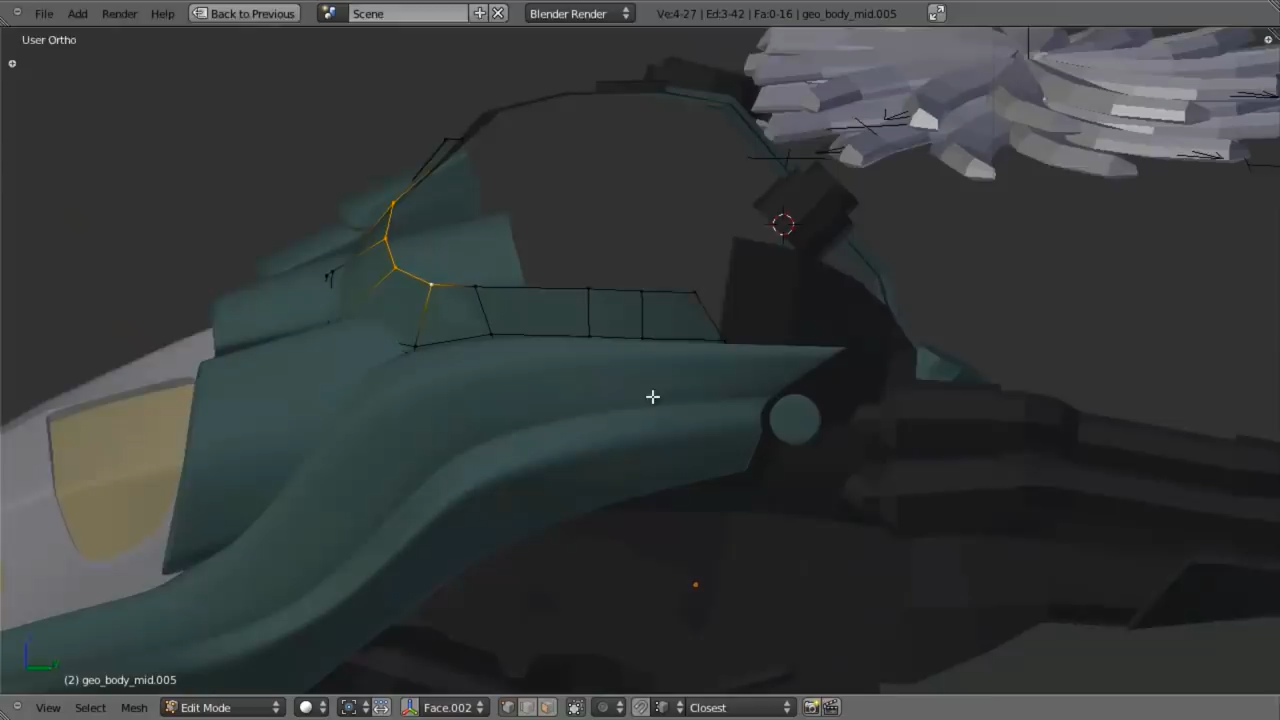 File Add Render Help Back to Previous Scene Blender Render Ve:4-27 | Ed:3-42 | Fa:0-16 | geo_body_mid.005
User Ortho
(2) geo_body_mid.005
View Select Mesh Edit Mode Face.002 Closest